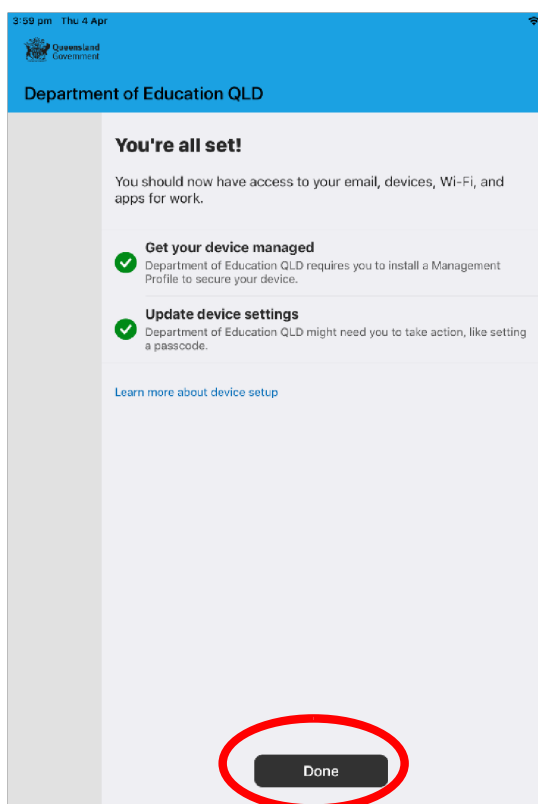 3:59 pm Thu 4 Apr
Queensland
Government
Department of Education QLD
You're all set!
You should now have access to your email, devices, Wi-Fi, and
apps for work.
Get your device managed
Department of Education QLD requires you to install a Management
Profile to secure your device.
Update device settings
Department of Education QLD might need you to take action, like setting
a passcode.
Learn more about device setup
Done